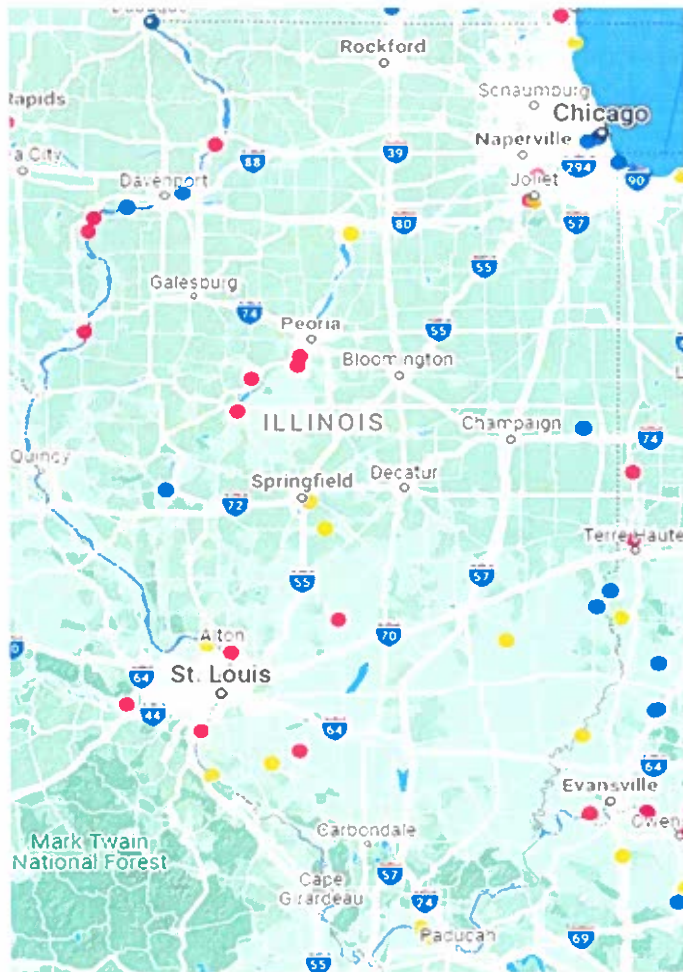 Dubuque
Rockford
Rapids
Schaumburg
Chicago
Naperville
a City
88
39
294
90
Davenport
Joliet
80
57
55
Galesburg
74
Peoria
55
Bloomington
ILLINOIS
Champaign
74
Quincy
Springfield
Decatur
72
Terre Haute
55
57
Alton
70
64
St. Louis
44
64
64
Evansville
Owens
Carbondale
Mark Twain
National Forest
57
Cape
Girardeau
24
Paducah
69
55